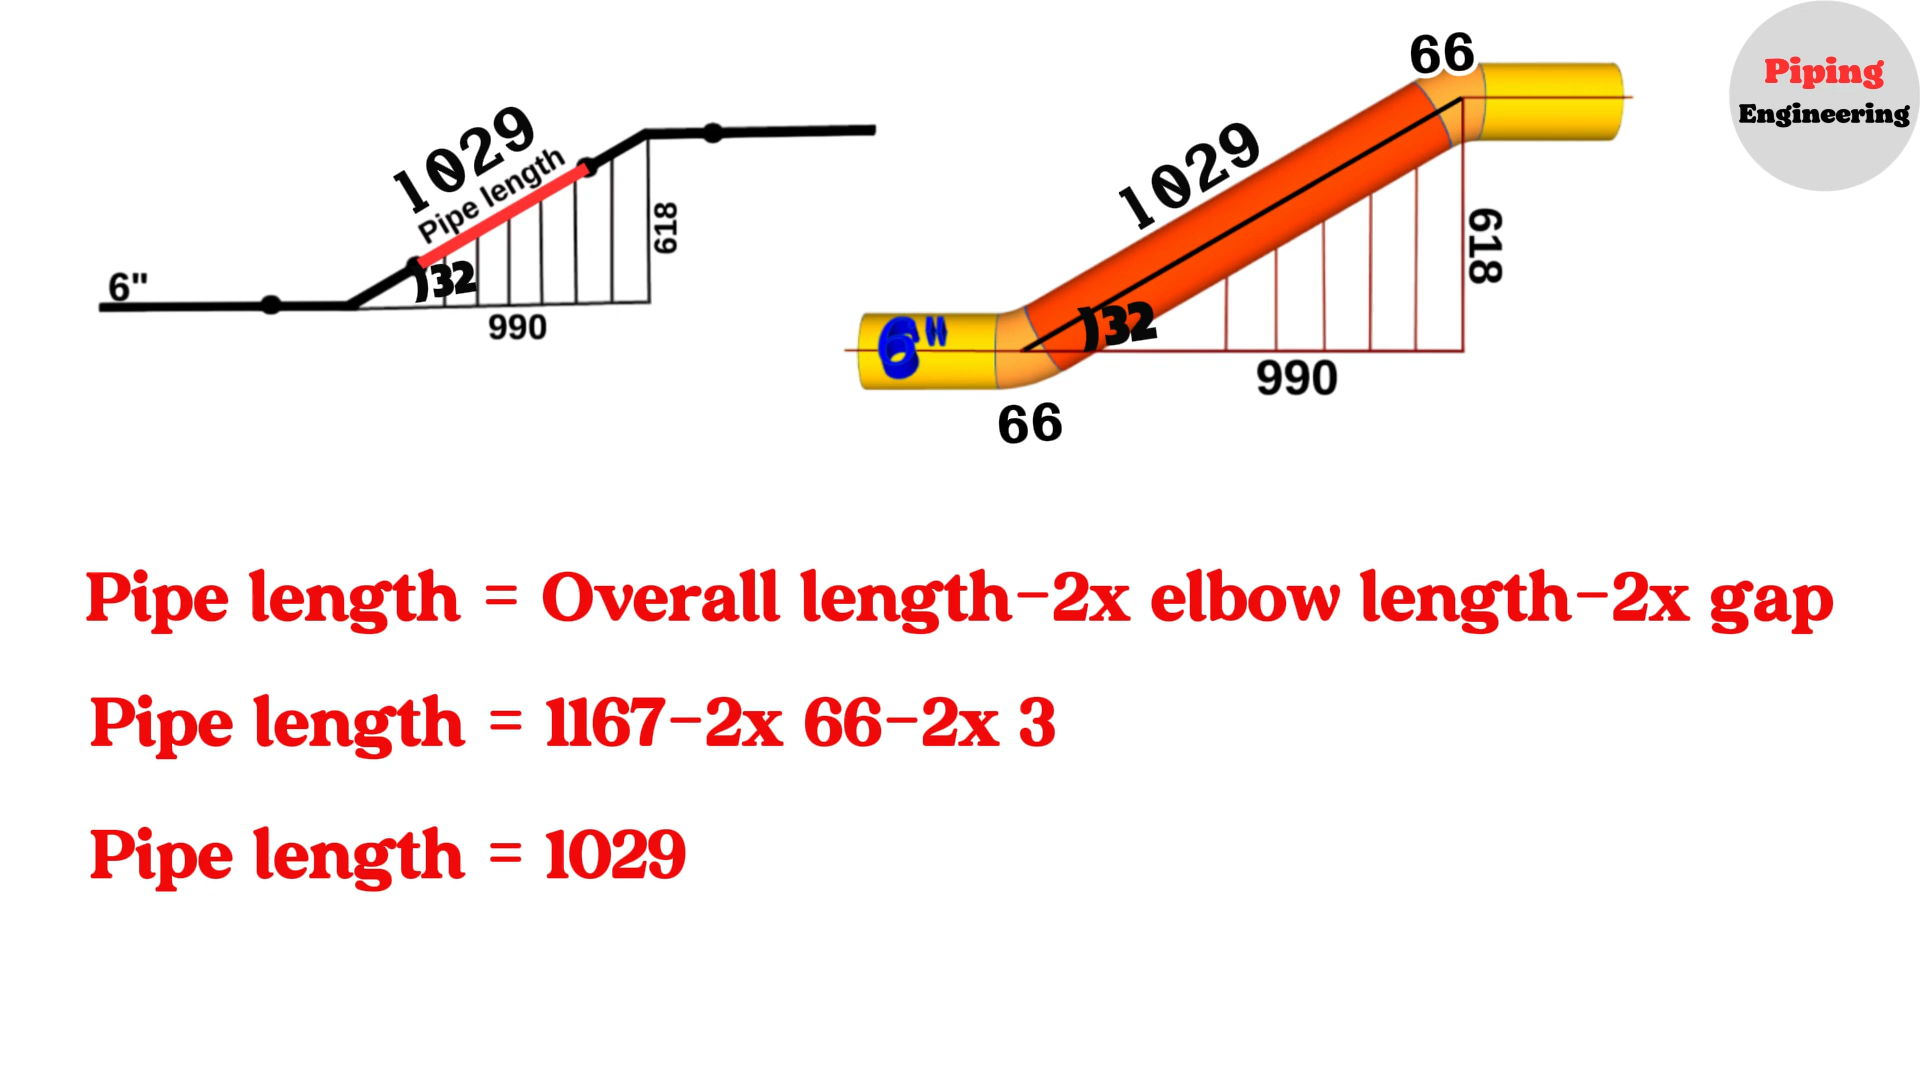 1029
Pipe length
618
6"
32
990
66
1029
618
6"
32
990
66
Piping
Engineering
Pipe length = Overall length-2x elbow length-2x gap
Pipe length = 1167-2x 66-2x 3
Pipe length = 1029